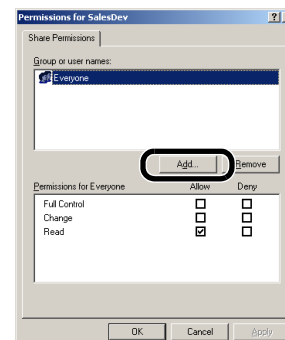 Permissions for SalesDev
Share Permissions
Group or user names:
Everyone
Add... Remove
Permissions for Everyone Allow Deny
Full Control
Change
Read
OK Cancel Apply